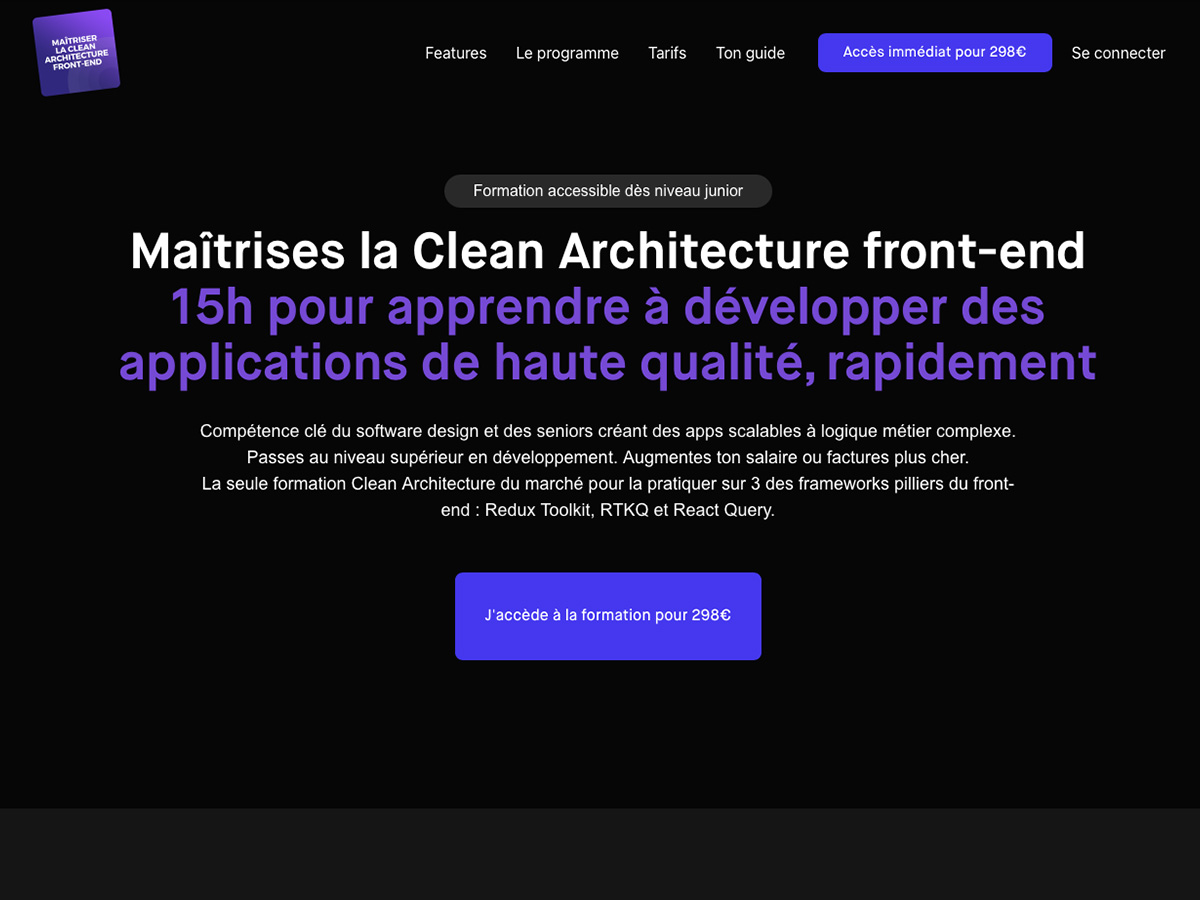 MAÎTRISER
LA CLEAN
ARCHITECTURE
FRONT-END
Features
Le programme
Tarifs
Ton guide
Accès immédiat pour 298€
Se connecter
Formation accessible dès niveau junior
Maîtrises la Clean Architecture front-end
15h pour apprendre à développer des
applications de haute qualité, rapidement
Compétence clé du software design et des seniors créant des apps scalables à logique métier complexe.
Passes au niveau supérieur en développement. Augmentes ton salaire ou factures plus cher.
La seule formation Clean Architecture du marché pour la pratiquer sur 3 des frameworks pilliers du front-
end : Redux Toolkit, RTKQ et React Query.
J'accède à la formation pour 298€